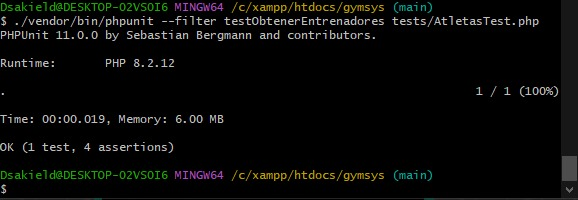 Dsakield@DESKTOP-O2VSOI6 MINGW64 /c/xampp/htdocs/gymsys (main)
$ ./vendor/bin/phpunit --filter testObtenerEntrenadores tests/AtletasTest.php
PHPUnit 11.0.0 by Sebastian Bergmann and contributors.
Runtime:       PHP 8.2.12
.                                                                   1 / 1 (100%)
Time: 00:00.019, Memory: 6.00 MB
OK (1 test, 4 assertions)
Dsakield@DESKTOP-O2VSOI6 MINGW64 /c/xampp/htdocs/gymsys (main)
$